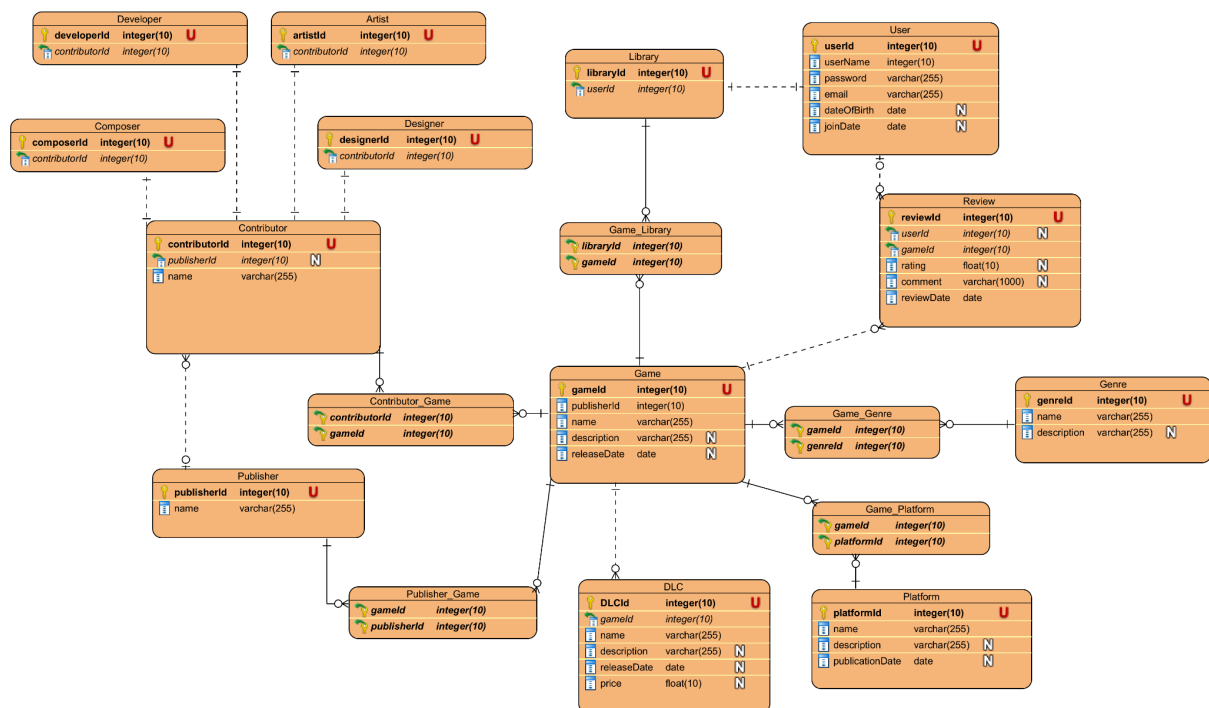 Developer
developerId integer(10) U
contributorId integer(10)
Artist
artistId integer(10) U
contributorId integer(10)
Composer
composerId integer(10) U
contributorId integer(10)
Designer
designerId integer(10) U
contributorId integer(10)
Library
libraryId integer(10) U
userId integer(10)
User
userId integer(10) U
userName integer(10)
password varchar(255)
email varchar(255)
dateOfBirth date N
joinDate date N
Contributor
contributorId integer(10) U
publisherId integer(10) N
name varchar(255)
Game_Library
libraryId integer(10)
gameId integer(10)
Review
reviewId integer(10) U
userId integer(10) N
gameId integer(10)
rating float(10) N
comment varchar(1000) N
reviewDate date
Contributor_Game
contributorId integer(10)
gameId integer(10)
Game
gameId integer(10) U
publisherId integer(10)
name varchar(255)
description varchar(255) N
releaseDate date N
Game_Genre
gameId integer(10)
genreId integer(10)
Genre
genreId integer(10) U
name varchar(255)
description varchar(255) N
Publisher
publisherId integer(10) U
name varchar(255)
Game_Platform
gameId integer(10)
platformId integer(10)
Publisher_Game
gameId integer(10)
publisherId integer(10)
DLC
DLCId integer(10) U
gameId integer(10)
name varchar(255)
description varchar(255) N
releaseDate date N
price float(10) N
Platform
platformId integer(10) U
name varchar(255)
description varchar(255) N
publicationDate date N